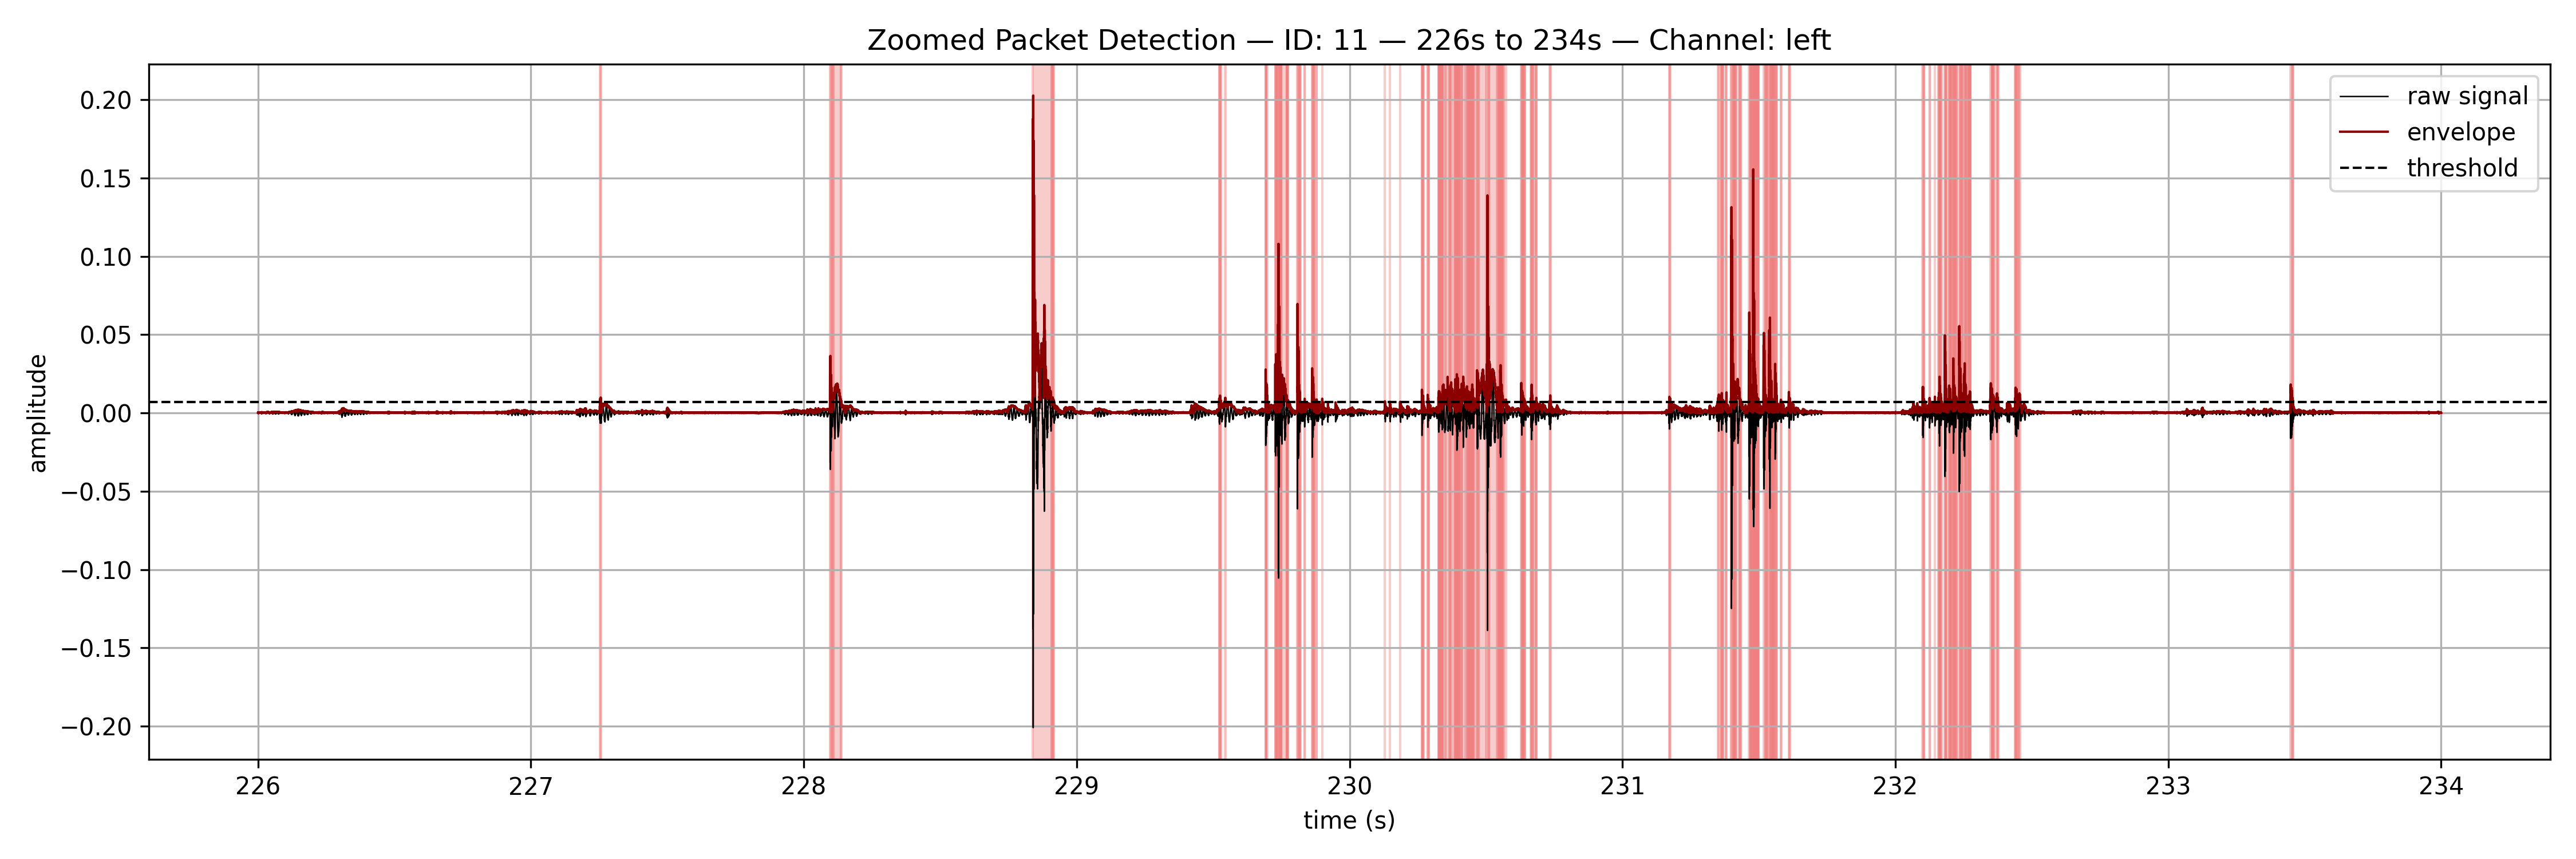 Zoomed Packet Detection — ID: 11 — 226s to 234s — Channel: left
raw signal
envelope
threshold
amplitude
0.20
0.15
0.10
0.05
0.00
−0.05
−0.10
−0.15
−0.20
226 227 228 229 230 231 232 233 234
time (s)